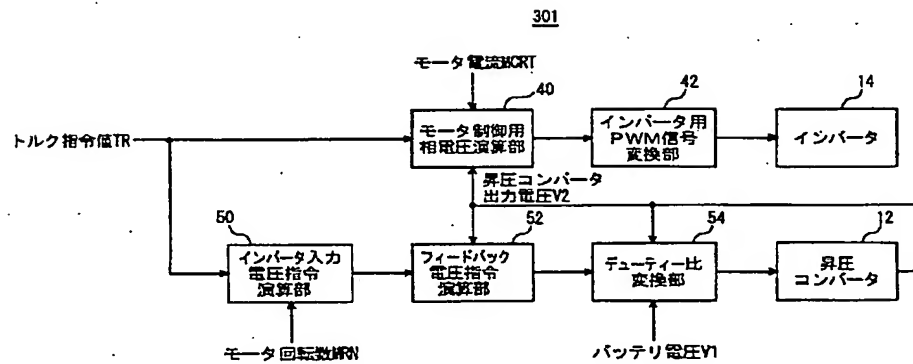 301
モータ電流MCRT
40
42
14
トルク指令値TR
モータ制御用
相電圧演算部
インバータ用
PWM信号
変換部
インバータ
昇圧コンバータ
出力電圧V2
50
52
54
12
インバータ入力
電圧指令
演算部
フィードバック
電圧指令
演算部
デューティー比
変換部
昇圧
コンバータ
モータ回転数MRN
バッテリ電圧V1